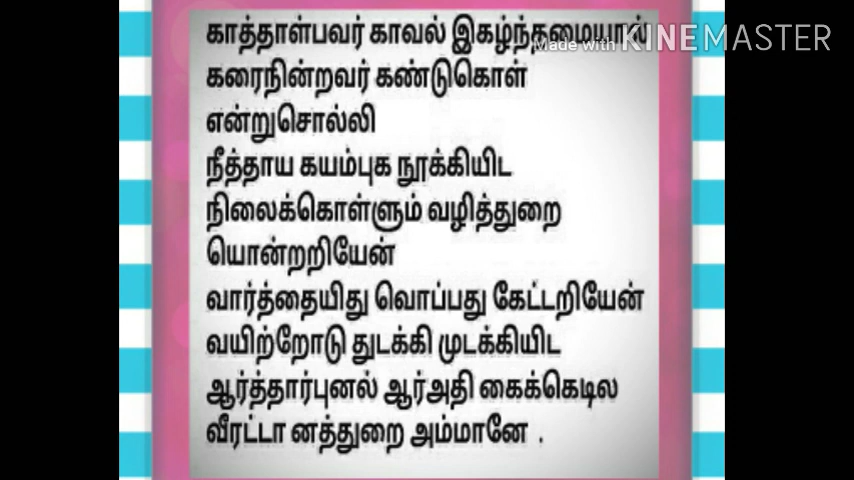 காத்தாள்பவர் காவல் இகழ்ந்தமையால்
Made with KINEMASTER
கரைநின்றவர் கண்டுகொள்
என்றுசொல்லி
நீத்தாய கயம்புக நூக்கியிட
நிலைக்கொள்ளும் வழித்துறை
யொன்றறியேன்
வார்த்தையிது வொப்பது கேட்டறியேன்
வயிற்றோடு துடக்கி முடக்கியிட
ஆர்த்தார்புனல் ஆர்அதி கைக்கெடில
வீரட்டா னத்துறை அம்மானே .